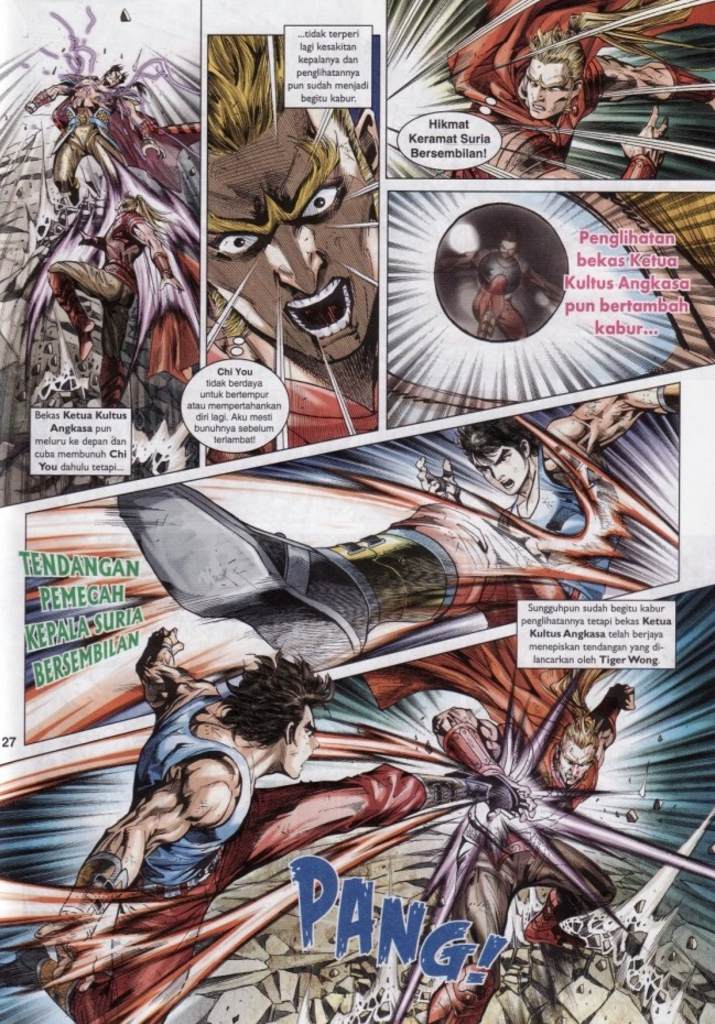 Bekas Ketua Kultus
Angkasa pun
meluru ke depan dan
cuba membunuh Chi
You dahulu tetapi...
...tidak terperi
lagi kesakitan
kepalanya dan
penglihatannya
pun sudah menjadi
begitu kabur.
Chi You
tidak berdaya
untuk bertempur
atau mempertahankan
diri lagi. Aku mesti
bunuhnya sebelum
terlambat!
Hikmat
Keramat Suria
Bersembilan!
Penglihatan
bekas Ketua
Kultus Angkasa
pun bertambah
kabur...
TENDANGAN
PEMECAH
KEPALA SURIA
BERSEMBILAN
Sungguhpun sudah begitu kabur
penglihatannya tetapi bekas Ketua
Kultus Angkasa telah berjaya
menepiskan tendangan yang di-
lancarkan oleh Tiger Wong.
27
PANG!